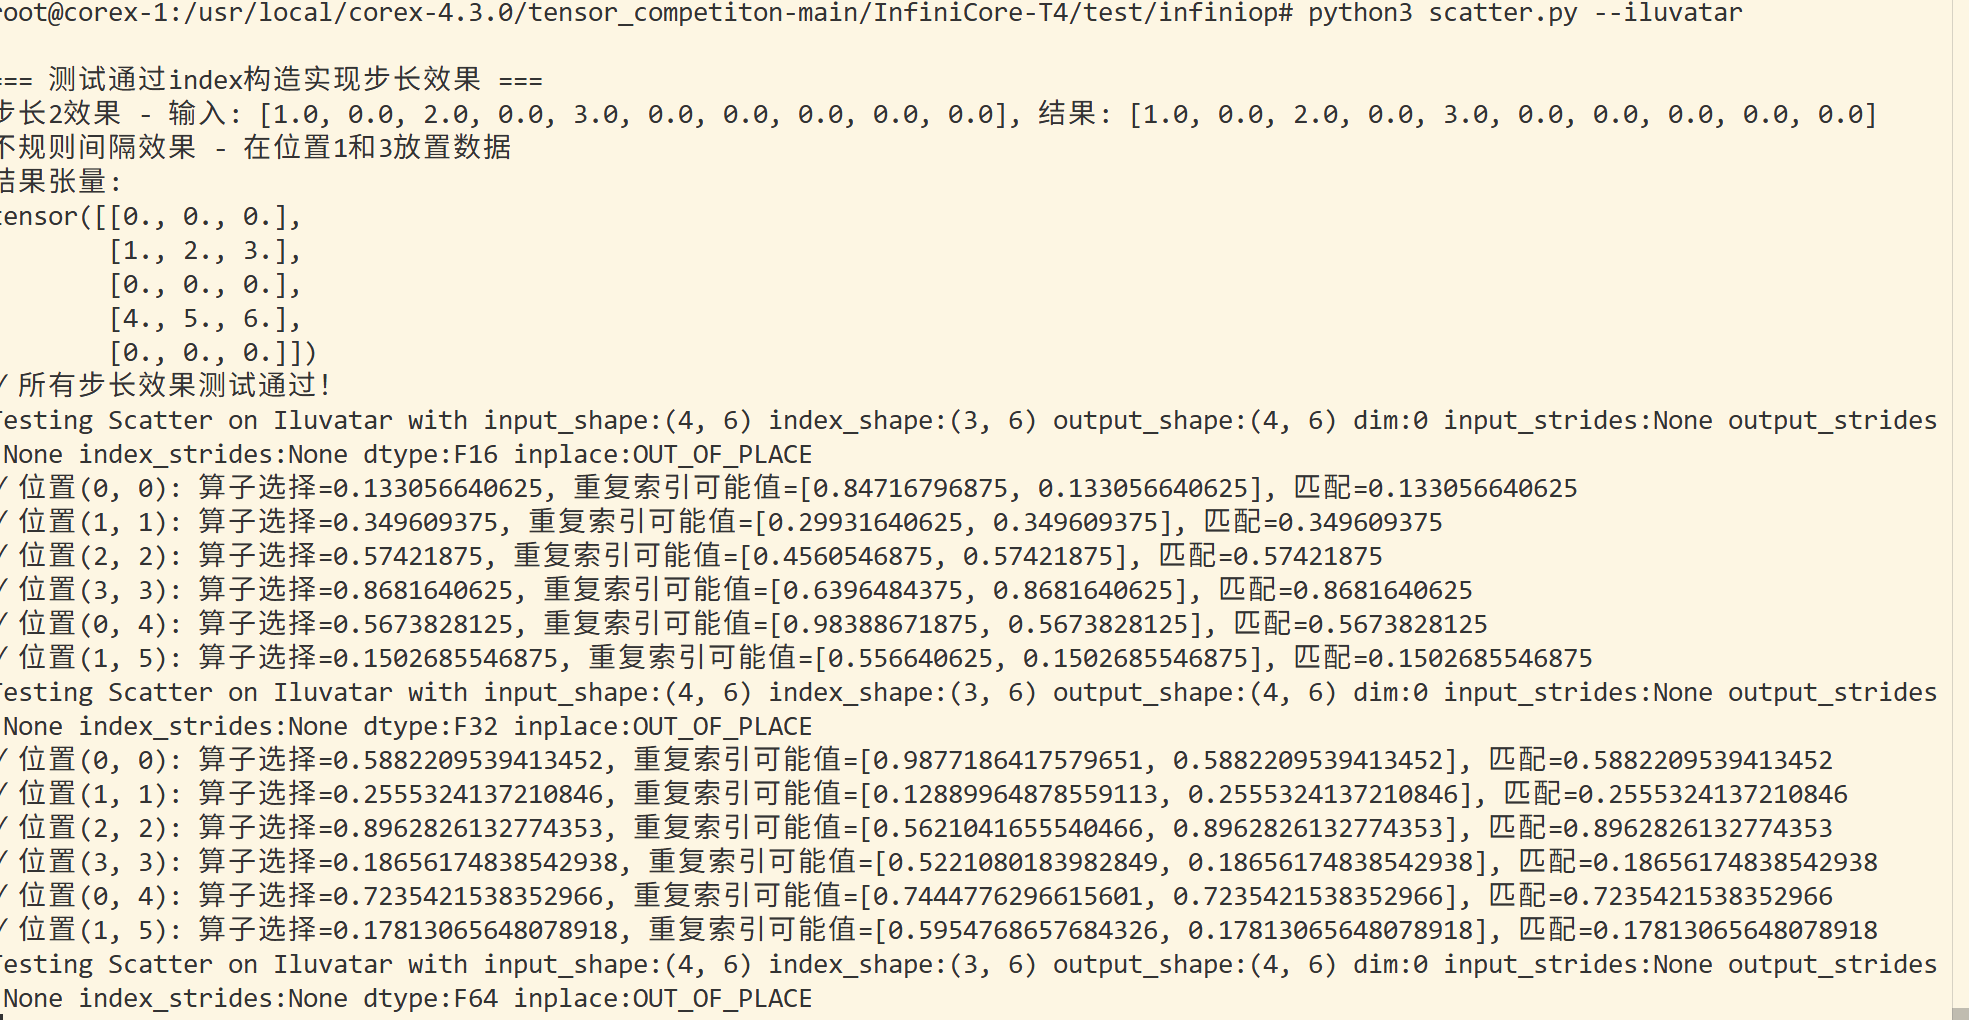 root@corex-1:/usr/local/corex-4.3.0/tensor_competiton-main/InfiniCore-T4/test/infiniop# python3 scatter.py --iluvatar
=== 测试通过index构造实现步长效果 ===
步长2效果 - 输入: [1.0, 0.0, 2.0, 0.0, 3.0, 0.0, 0.0, 0.0, 0.0, 0.0], 结果: [1.0, 0.0, 2.0, 0.0, 3.0, 0.0, 0.0, 0.0, 0.0, 0.0]
不规则间隔效果 - 在位置1和3放置数据
结果张量:
tensor([[0., 0., 0.],
[1., 2., 3.],
[0., 0., 0.],
[4., 5., 6.],
[0., 0., 0.]])
✓ 所有步长效果测试通过!
Testing Scatter on Iluvatar with input_shape:(4, 6) index_shape:(3, 6) output_shape:(4, 6) dim:0 input_strides:None output_strides
:None index_strides:None dtype:F16 inplace:OUT_OF_PLACE
✓ 位置(0, 0): 算子选择=0.133056640625, 重复索引可能值=[0.84716796875, 0.133056640625], 匹配=0.133056640625
✓ 位置(1, 1): 算子选择=0.349609375, 重复索引可能值=[0.29931640625, 0.349609375], 匹配=0.349609375
✓ 位置(2, 2): 算子选择=0.57421875, 重复索引可能值=[0.4560546875, 0.57421875], 匹配=0.57421875
✓ 位置(3, 3): 算子选择=0.8681640625, 重复索引可能值=[0.6396484375, 0.8681640625], 匹配=0.8681640625
✓ 位置(0, 4): 算子选择=0.5673828125, 重复索引可能值=[0.98388671875, 0.5673828125], 匹配=0.5673828125
✓ 位置(1, 5): 算子选择=0.1502685546875, 重复索引可能值=[0.556640625, 0.1502685546875], 匹配=0.1502685546875
Testing Scatter on Iluvatar with input_shape:(4, 6) index_shape:(3, 6) output_shape:(4, 6) dim:0 input_strides:None output_strides
:None index_strides:None dtype:F32 inplace:OUT_OF_PLACE
✓ 位置(0, 0): 算子选择=0.5882209539413452, 重复索引可能值=[0.9877186417579651, 0.5882209539413452], 匹配=0.5882209539413452
✓ 位置(1, 1): 算子选择=0.2555324137210846, 重复索引可能值=[0.12889964878559113, 0.2555324137210846], 匹配=0.2555324137210846
✓ 位置(2, 2): 算子选择=0.8962826132774353, 重复索引可能值=[0.5621041655540466, 0.8962826132774353], 匹配=0.8962826132774353
✓ 位置(3, 3): 算子选择=0.18656174838542938, 重复索引可能值=[0.5221080183982849, 0.18656174838542938], 匹配=0.18656174838542938
✓ 位置(0, 4): 算子选择=0.7235421538352966, 重复索引可能值=[0.7444776296615601, 0.7235421538352966], 匹配=0.7235421538352966
✓ 位置(1, 5): 算子选择=0.17813065648078918, 重复索引可能值=[0.5954768657684326, 0.17813065648078918], 匹配=0.17813065648078918
Testing Scatter on Iluvatar with input_shape:(4, 6) index_shape:(3, 6) output_shape:(4, 6) dim:0 input_strides:None output_strides
:None index_strides:None dtype:F64 inplace:OUT_OF_PLACE